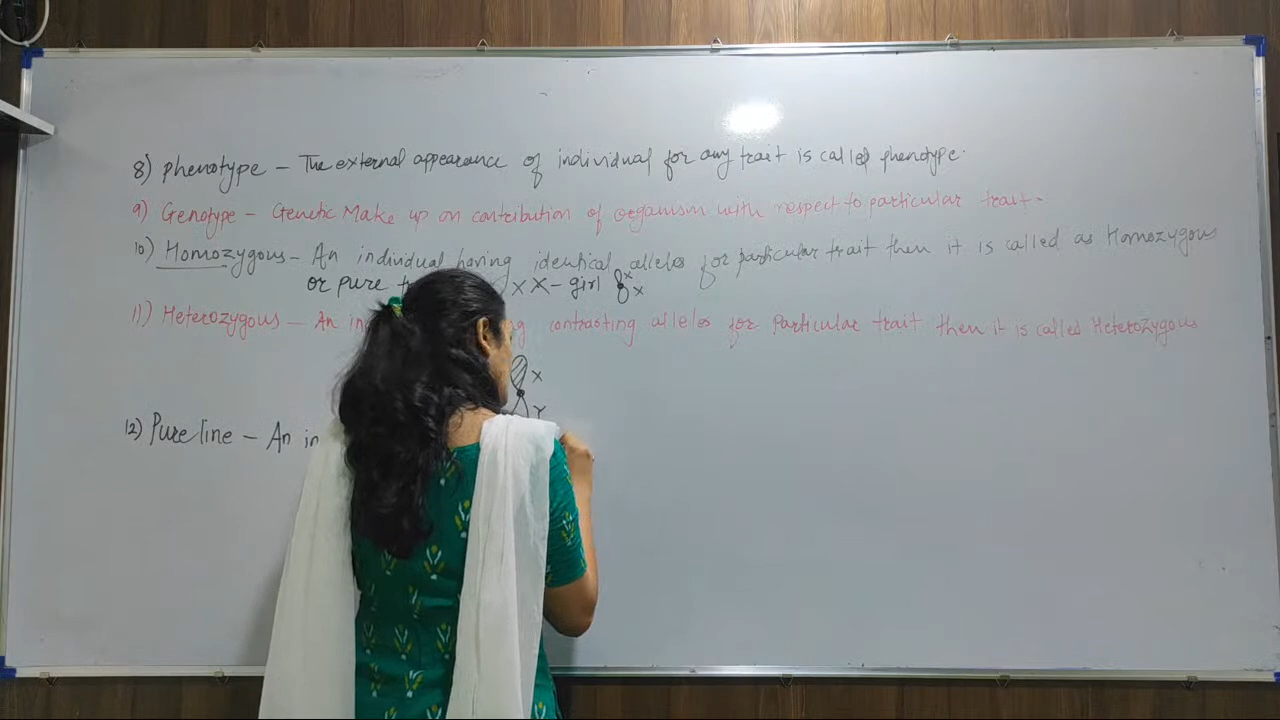 8) Phenotype - The external appearance of individual for any trait is called phenotype.
9) Genotype - Genetic Make up on contribution of organism with respect to particular trait.
10) Homozygous - An individual having identical alleles for particular trait then it is called as Homozygous
or pure X X - girl X X
11) Heterozygous - An contrasting alleles for Particular trait then it is called Heterozygous
X
Y
12) Pure line - An